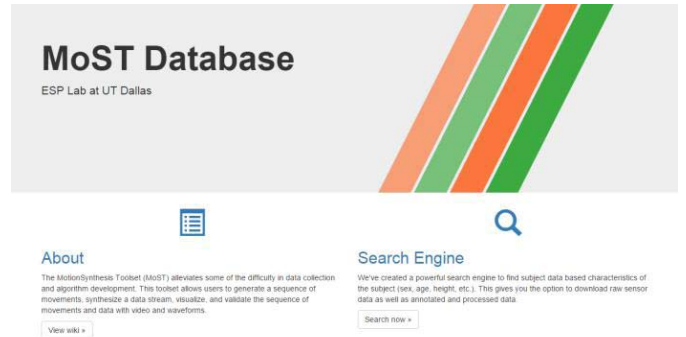 MoST Database
ESP Lab at UT Dallas
About
The MotionSynthesis Toolset (MoST) alleviates some of the difficulty in data collection
and algorithm development. This toolset allows users to generate a sequence of
movements, synthesize a data stream, visualize, and validate the sequence of
movements and data with video and waveforms.
View wiki »
Search Engine
We've created a powerful search engine to find subject data based characteristics of
the subject (sex, age, height, etc.). This gives you the option to download raw sensor
data as well as annotated and processed data.
Search now »